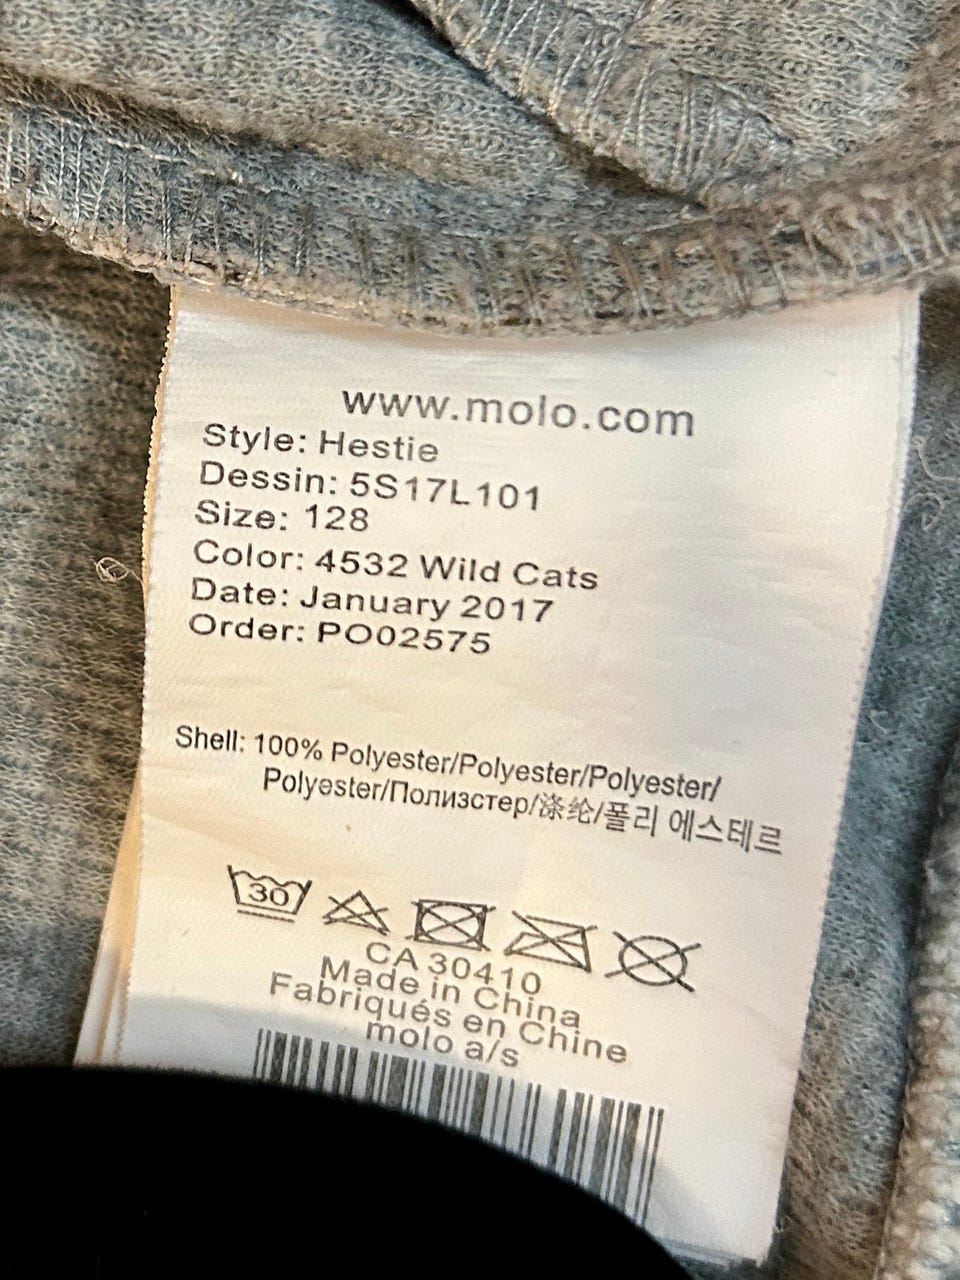 www.molo.com
Style: Hestie
Dessin: 5S17L101
Size: 128
Color: 4532 Wild Cats
Date: January 2017
Order: PO02575
Shell: 100% Polyester/Polyester/Polyester/
Polyester/Полиэстер/涤纶/폴리 에스테르
30
CA 30410
Made in China
Fabriqués en Chine
molo a/s